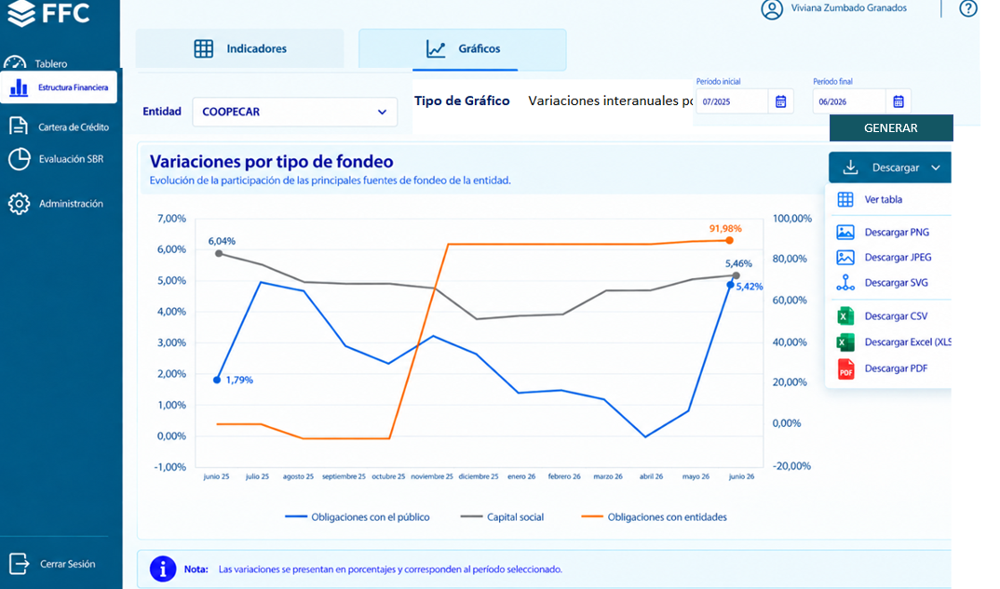 FFC
Viviana Zumbado Granados
?
Tablero
Estructura Financiera
Cartera de Crédito
Evaluación SBR
Administración
Cerrar Sesión
Indicadores
Gráficos
Entidad
COOPECAR
Tipo de Gráfico
Variaciones interanuales po
Período inicial
07/2025
Período final
06/2026
GENERAR
Variaciones por tipo de fondeo
Evolución de la participación de las principales fuentes de fondeo de la entidad.
Descargar
Ver tabla
Descargar PNG
Descargar JPEG
Descargar SVG
Descargar CSV
Descargar Excel (XLS
Descargar PDF
7,00%
6,00%
5,00%
4,00%
3,00%
2,00%
1,00%
0,00%
-1,00%
6,04%
1,79%
91,98%
5,46%
5,42%
100,00%
80,00%
60,00%
40,00%
20,00%
0,00%
-20,00%
junio 25 julio 25 agosto 25 septiembre 25 octubre 25 noviembre 25 diciembre 25 enero 26 febrero 26 marzo 26 abril 26 mayo 26 junio 26
Obligaciones con el público Capital social Obligaciones con entidades
Nota: Las variaciones se presentan en porcentajes y corresponden al período seleccionado.